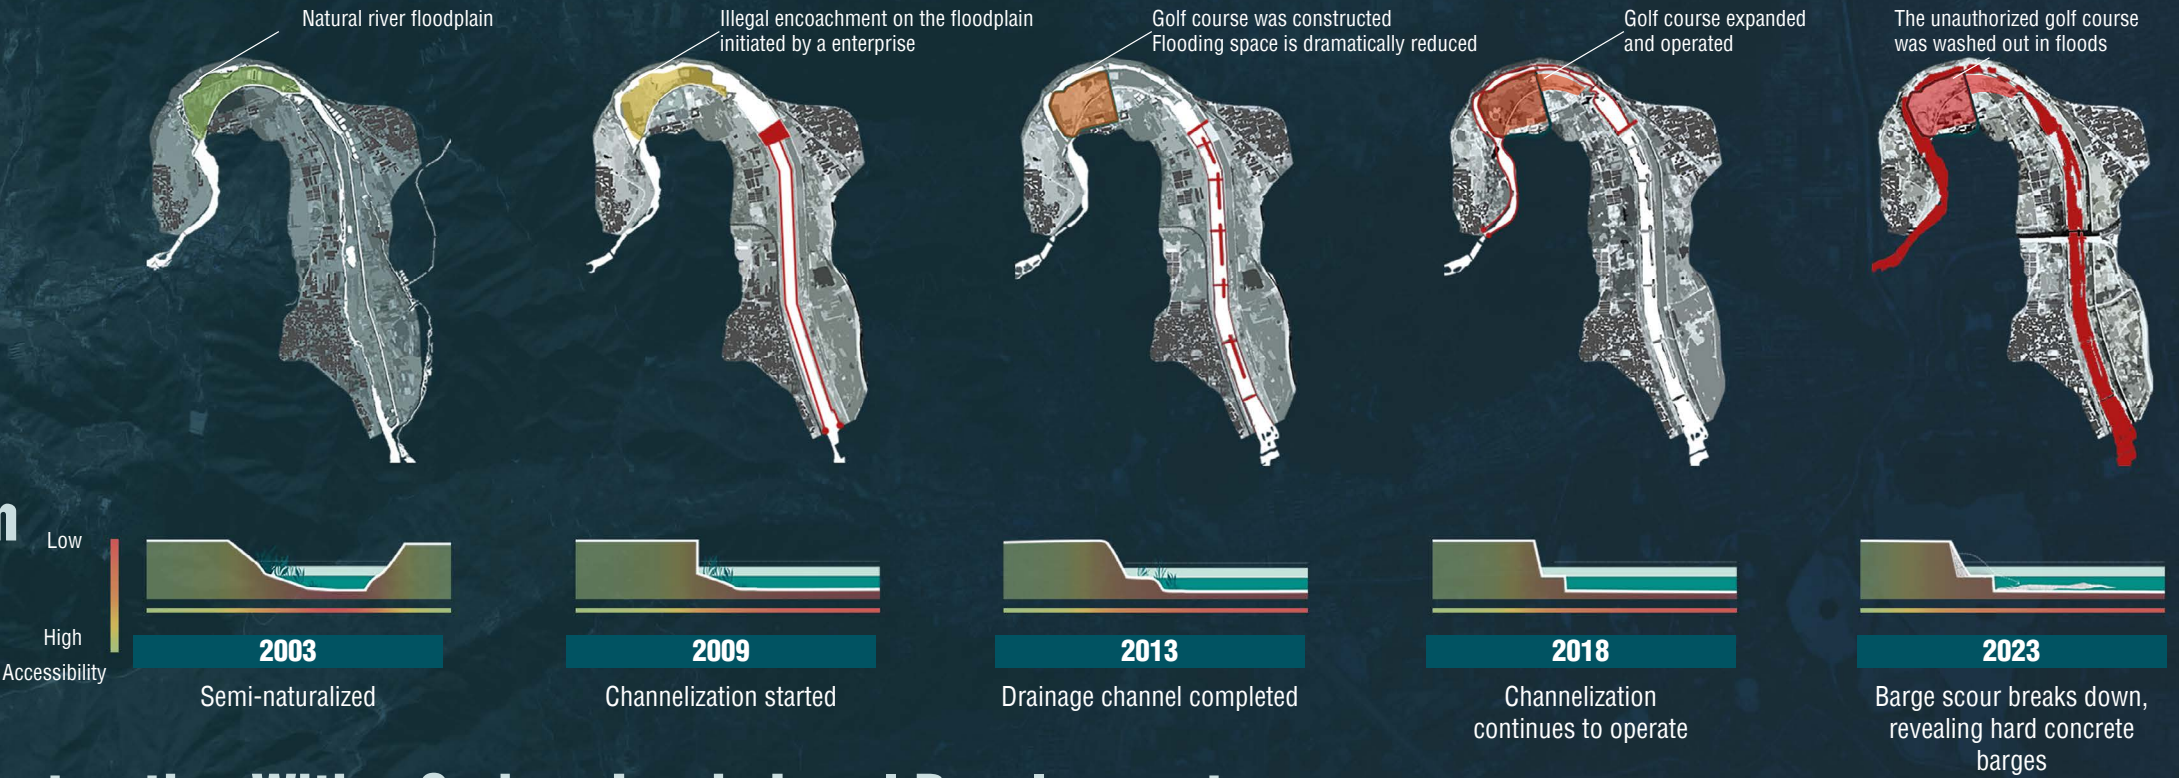 Natural river floodplain
Illegal encoachment on the floodplain
initiated by a enterprise
Golf course was constructed
Flooding space is dramatically reduced
Golf course expanded
and operated
The unauthorized golf course
was washed out in floods
Low
High
Accessibility
2003
2009
2013
2018
2023
Semi-naturalized
Channelization started
Drainage channel completed
Channelization
continues to operate
Barge scour breaks down,
revealing hard concrete
barges